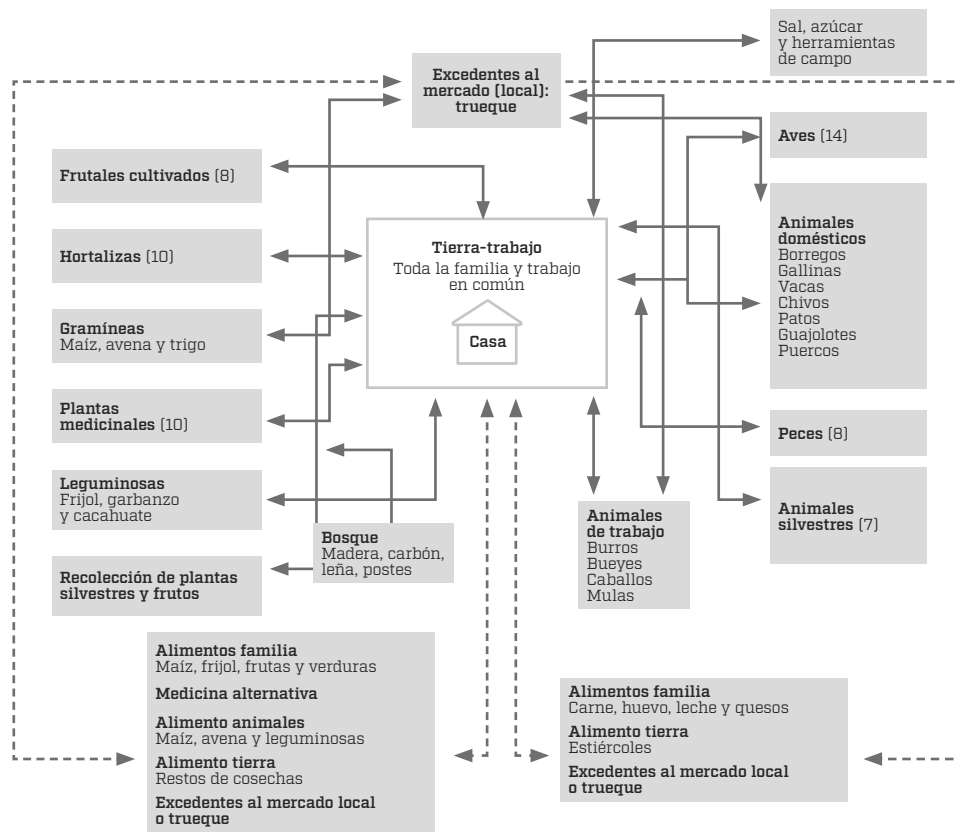 Sal, azúcar
y herramientas
de campo
Excedentes al
mercado (local):
trueque
Aves (14)
Frutales cultivados (8)
Hortalizas (10)
Gramíneas
Maíz, avena y trigo
Plantas
medicinales (10)
Leguminosas
Frijol, garbanzo
y cacahuate
Recolección de plantas
silvestres y frutos
Tierra-trabajo
Toda la familia y trabajo
en común
Casa
Animales
domésticos
Borregos
Gallinas
Vacas
Chivos
Patos
Guajolotes
Puercos
Peces (8)
Animales
silvestres (7)
Bosque
Madera, carbón,
leña, postes
Animales
de trabajo
Burros
Bueyes
Caballos
Mulas
Alimentos familia
Maíz, frijol, frutas y verduras
Medicina alternativa
Alimento animales
Maíz, avena y leguminosas
Alimento tierra
Restos de cosechas
Excedentes al mercado local
o trueque
Alimentos familia
Carne, huevo, leche y quesos
Alimento tierra
Estiércoles
Excedentes al mercado local
o trueque